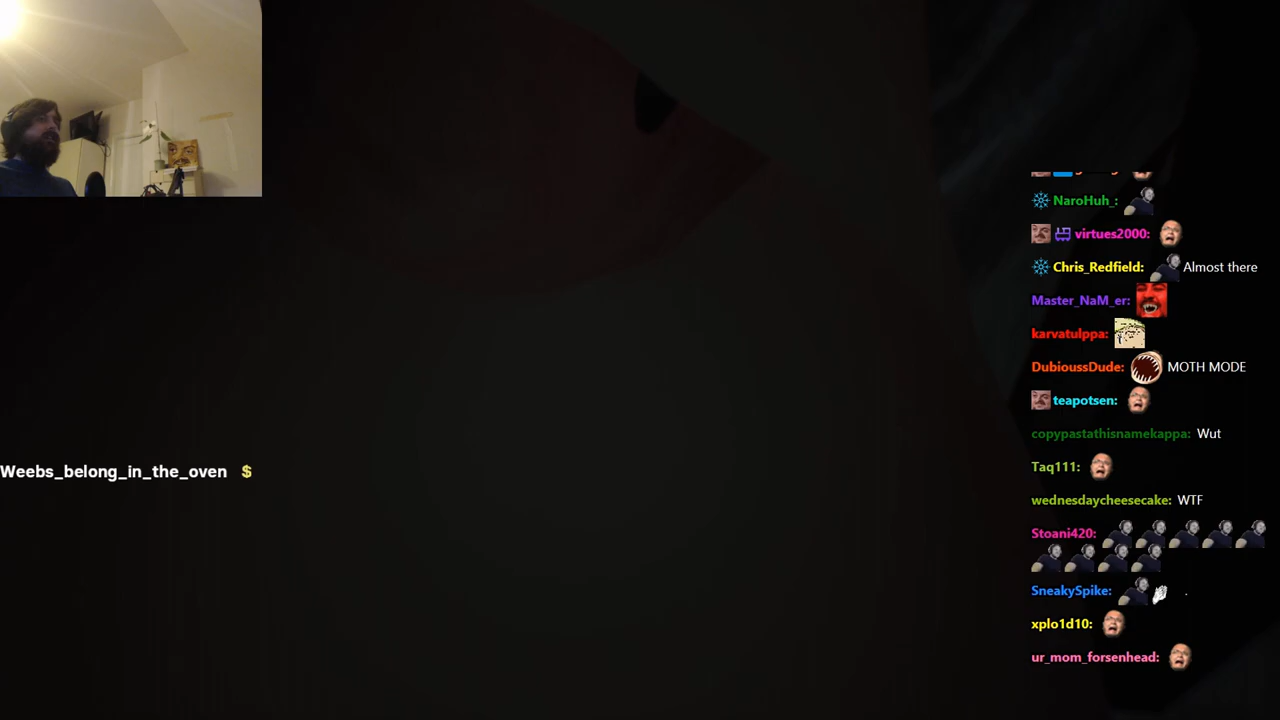 NaroHuh_:
virtues2000:
Chris_Redfield: Almost there
Master_NaM_er:
karvatulppa:
DubioussDude: MOTH MODE
teapotsen:
copypastathisnamekappa: Wut
Taq111:
wednesdaycheesecake: WTF
Weebs_belong_in_the_oven $
Stoani420:
SneakySpike: .
xplo1d10:
ur_mom_forsenhead: